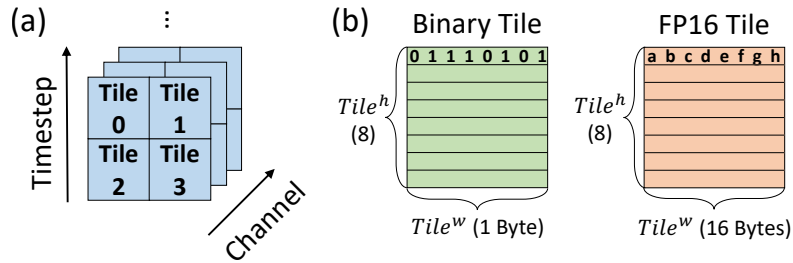 (a)
⋮
Timestep
Tile 0
Tile 1
Tile 2
Tile 3
Channel
(b)
Binary Tile
0 1 1 1 0 1 0 1
Tile^h
(8)
Tile^w (1 Byte)
FP16 Tile
a b c d e f g h
Tile^h
(8)
Tile^w (16 Bytes)